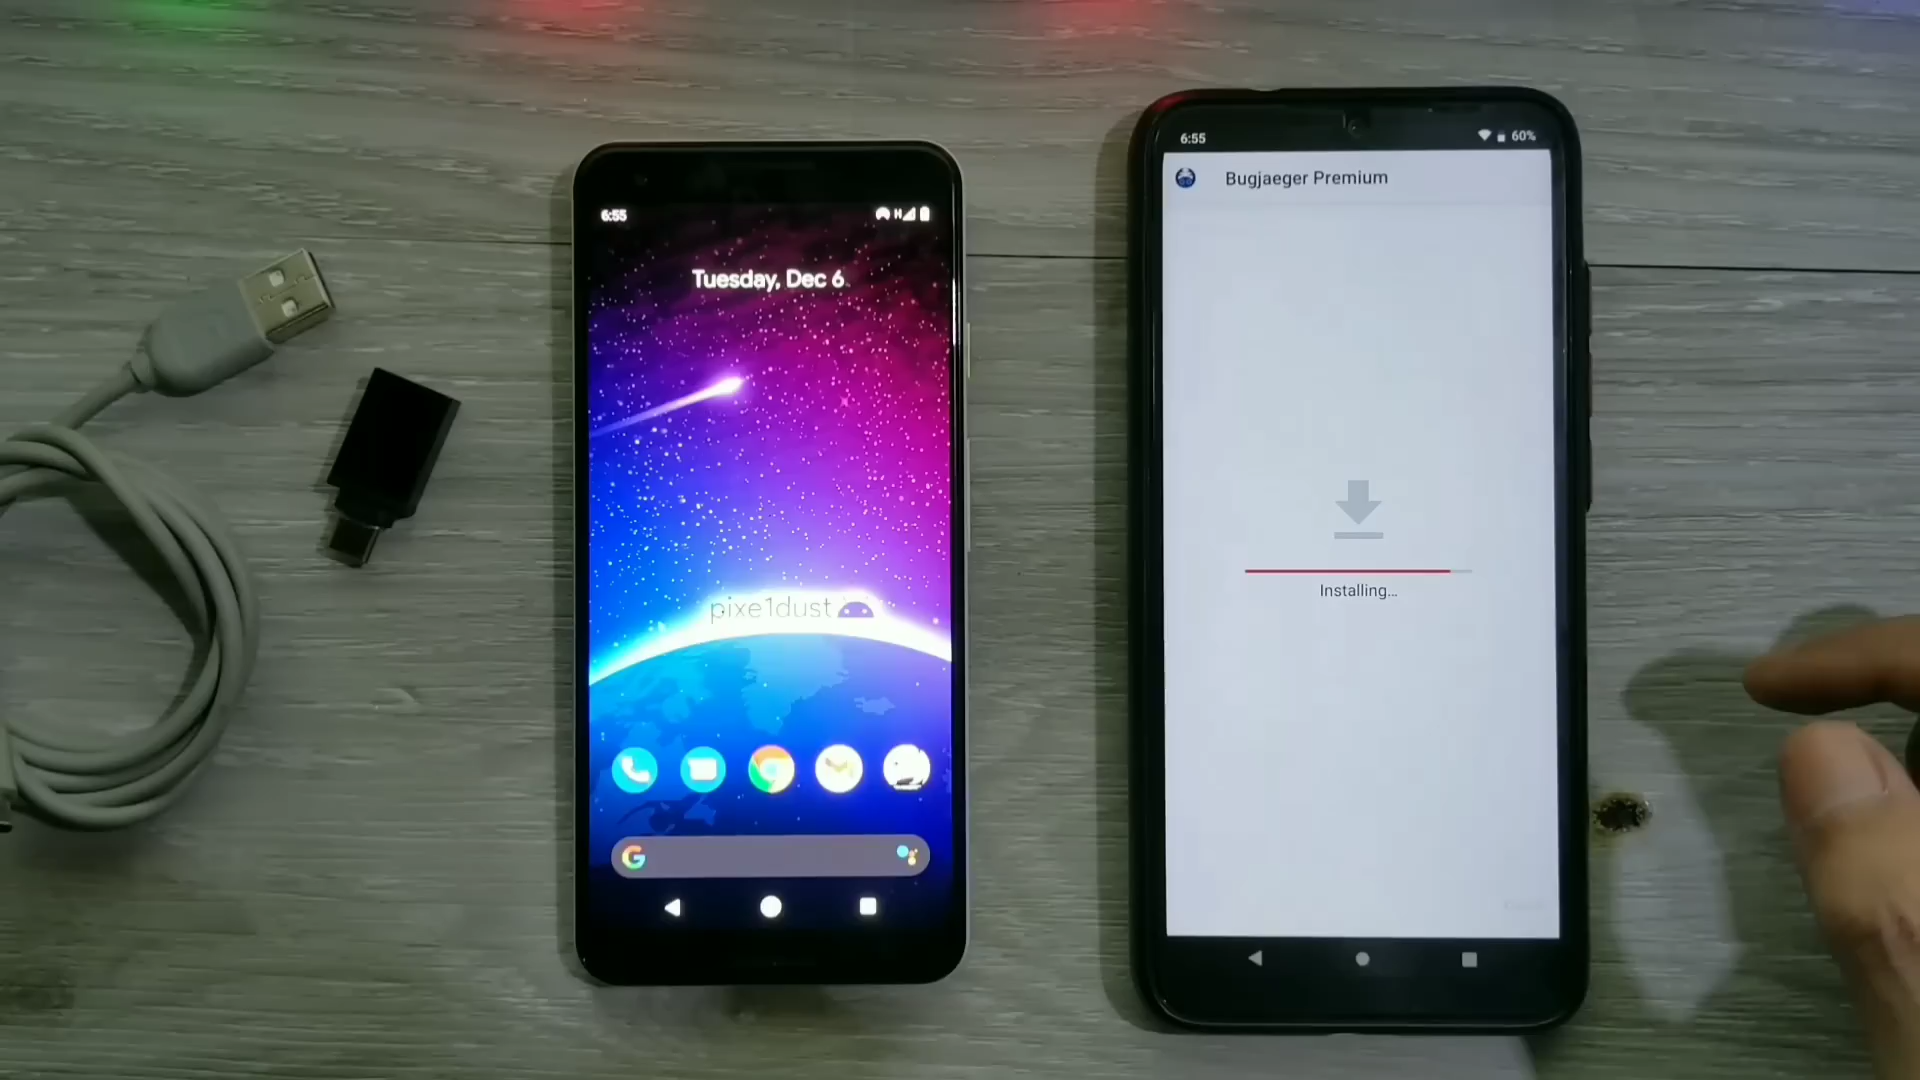 6:55
H
Tuesday, Dec 6
pixe1dust
G
6:55
60%
Bugjaeger Premium
Installing...